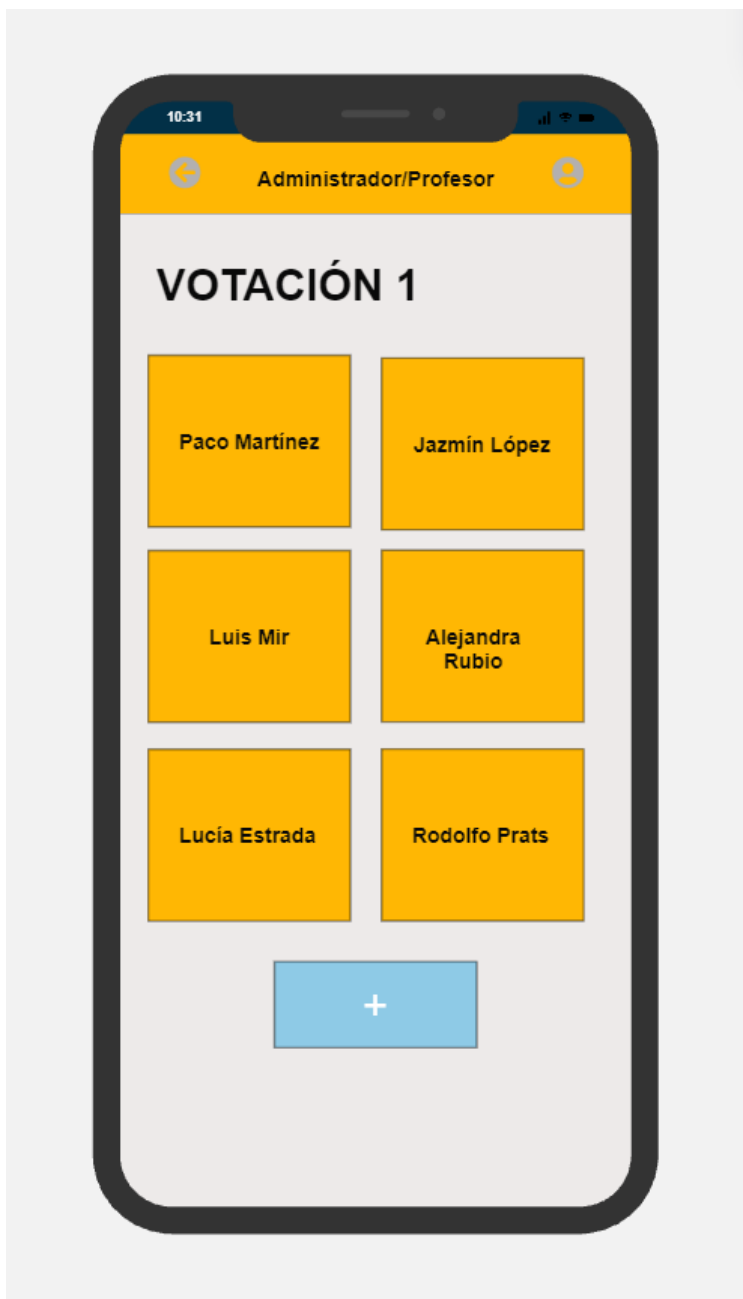 10:31
Administrador/Profesor
VOTACIÓN 1
Paco Martínez
Jazmín López
Luis Mir
Alejandra
Rubio
Lucía Estrada
Rodolfo Prats
+